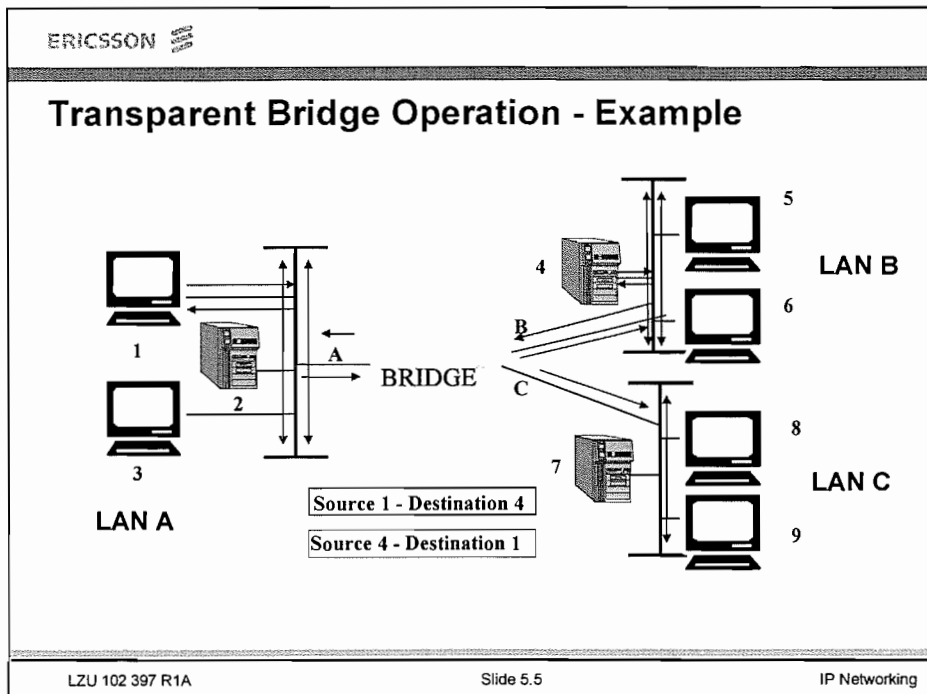 ERICSSON
Transparent Bridge Operation - Example
5
4
LAN B
6
B
1
A
BRIDGE
C
2
3
8
7
LAN C
LAN A
Source 1 - Destination 4
9
Source 4 - Destination 1
LZU 102 397 R1A
Slide 5.5
IP Networking